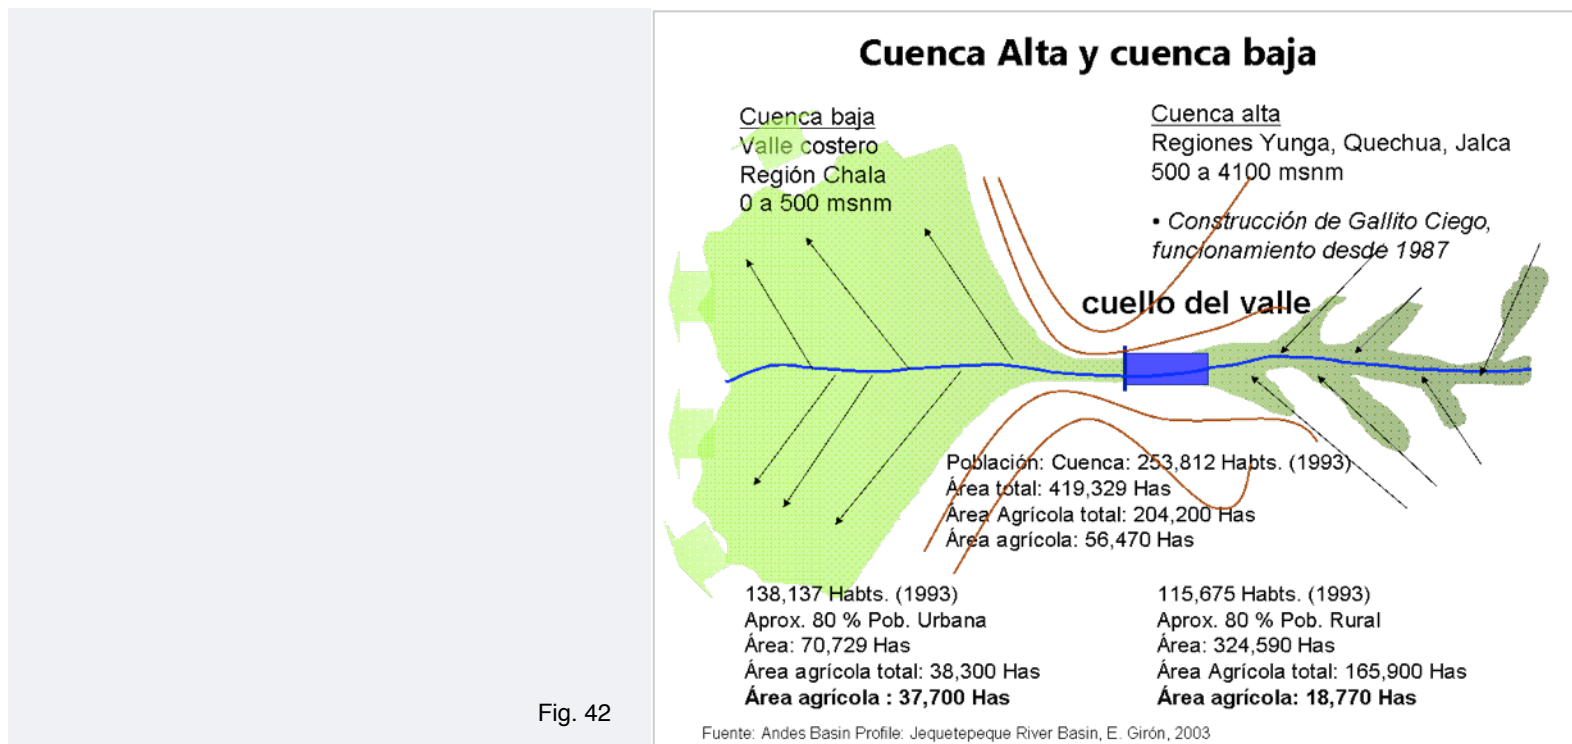 Cuenca Alta y cuenca baja
Cuenca baja
Valle costero
Región Chala
0 a 500 msnm
Cuenca alta
Regiones Yunga, Quechua, Jalca
500 a 4100 msnm
• Construcción de Gallito Ciego,
funcionamiento desde 1987
cuello del valle
Población: Cuenca: 253,812 Habts. (1993)
Área total: 419,329 Has
Área Agrícola total: 204,200 Has
Área agrícola: 56,470 Has
138,137 Habts. (1993)
Aprox. 80 % Pob. Urbana
Área: 70,729 Has
Área agrícola total: 38,300 Has
Área agrícola : 37,700 Has
115,675 Habts. (1993)
Aprox. 80 % Pob. Rural
Área: 324,590 Has
Área Agrícola total: 165,900 Has
Área agrícola: 18,770 Has
Fig. 42
Fuente: Andes Basin Profile: Jequetepeque River Basin, E. Girón, 2003